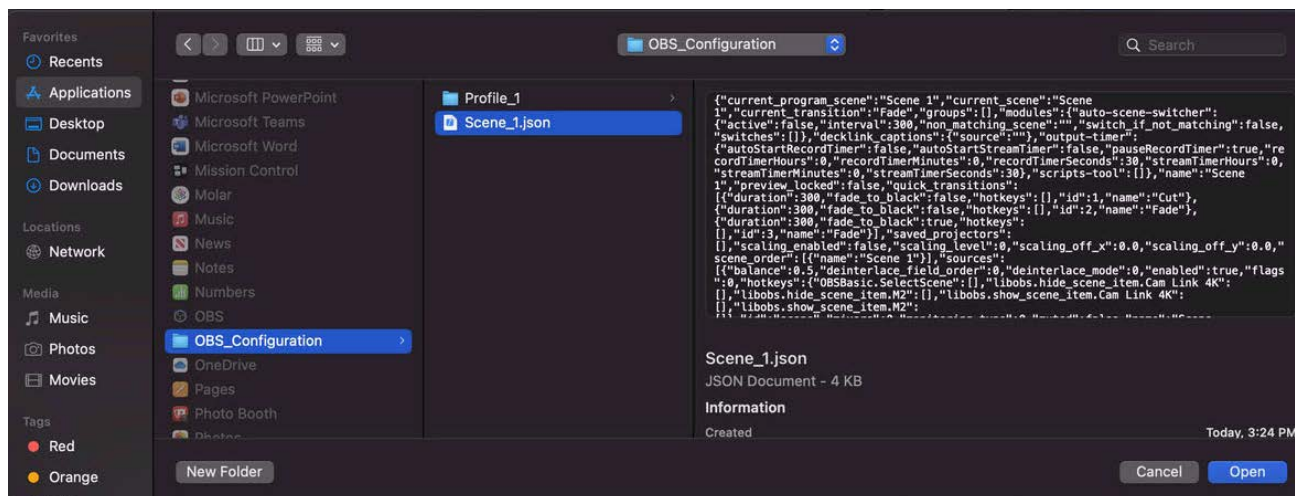 Favorites
Recents
Applications
Desktop
Documents
Downloads
Locations
Network
Media
Music
Photos
Movies
Tags
Red
Orange
OBS_Configuration
Search
Microsoft PowerPoint
Microsoft Teams
Microsoft Word
Mission Control
Molar
Music
News
Notes
Numbers
OBS
OBS_Configuration
OneDrive
Pages
Photo Booth
Photos
Profile_1
Scene_1.json
{"current_program_scene":"Scene 1","current_scene":"Scene
1","current_transition":"Fade","groups":[],"modules":{"auto-scene-switcher":
{"active":false,"interval":300,"non_matching_scene":"","switch_if_not_matching":false,
"switches":[]},"decklink_captions":{"source":""},"output-timer":
{"autoStartRecordTimer":false,"autoStartStreamTimer":false,"pauseRecordTimer":true,"re
cordTimerHours":0,"recordTimerMinutes":0,"recordTimerSeconds":30,"streamTimerHours":0,
"streamTimerMinutes":0,"streamTimerSeconds":30},"scripts-tool":[]},"name":"Scene
1","preview_locked":false,"quick_transitions":
[{"duration":300,"fade_to_black":false,"hotkeys":[],"id":1,"name":"Cut"},
{"duration":300,"fade_to_black":false,"hotkeys":[],"id":2,"name":"Fade"},
{"duration":300,"fade_to_black":true,"hotkeys":
[],"id":3,"name":"Fade"}],"saved_projectors":
[],"scaling_enabled":false,"scaling_level":0,"scaling_off_x":0.0,"scaling_off_y":0.0,"
scene_order":[{"name":"Scene 1"}],"sources":
[{"balance":0.5,"deinterlace_field_order":0,"deinterlace_mode":0,"enabled":true,"flags
":0,"hotkeys":{"OBSBasic.SelectScene":[],"libobs.hide_scene_item.Cam Link 4K":
[],"libobs.hide_scene_item.M2":[],"libobs.show_scene_item.Cam Link 4K":
[],"libobs.show_scene_item.M2":
Scene_1.json
JSON Document - 4 KB
Information
Created
Today, 3:24 PM
New Folder
Cancel
Open